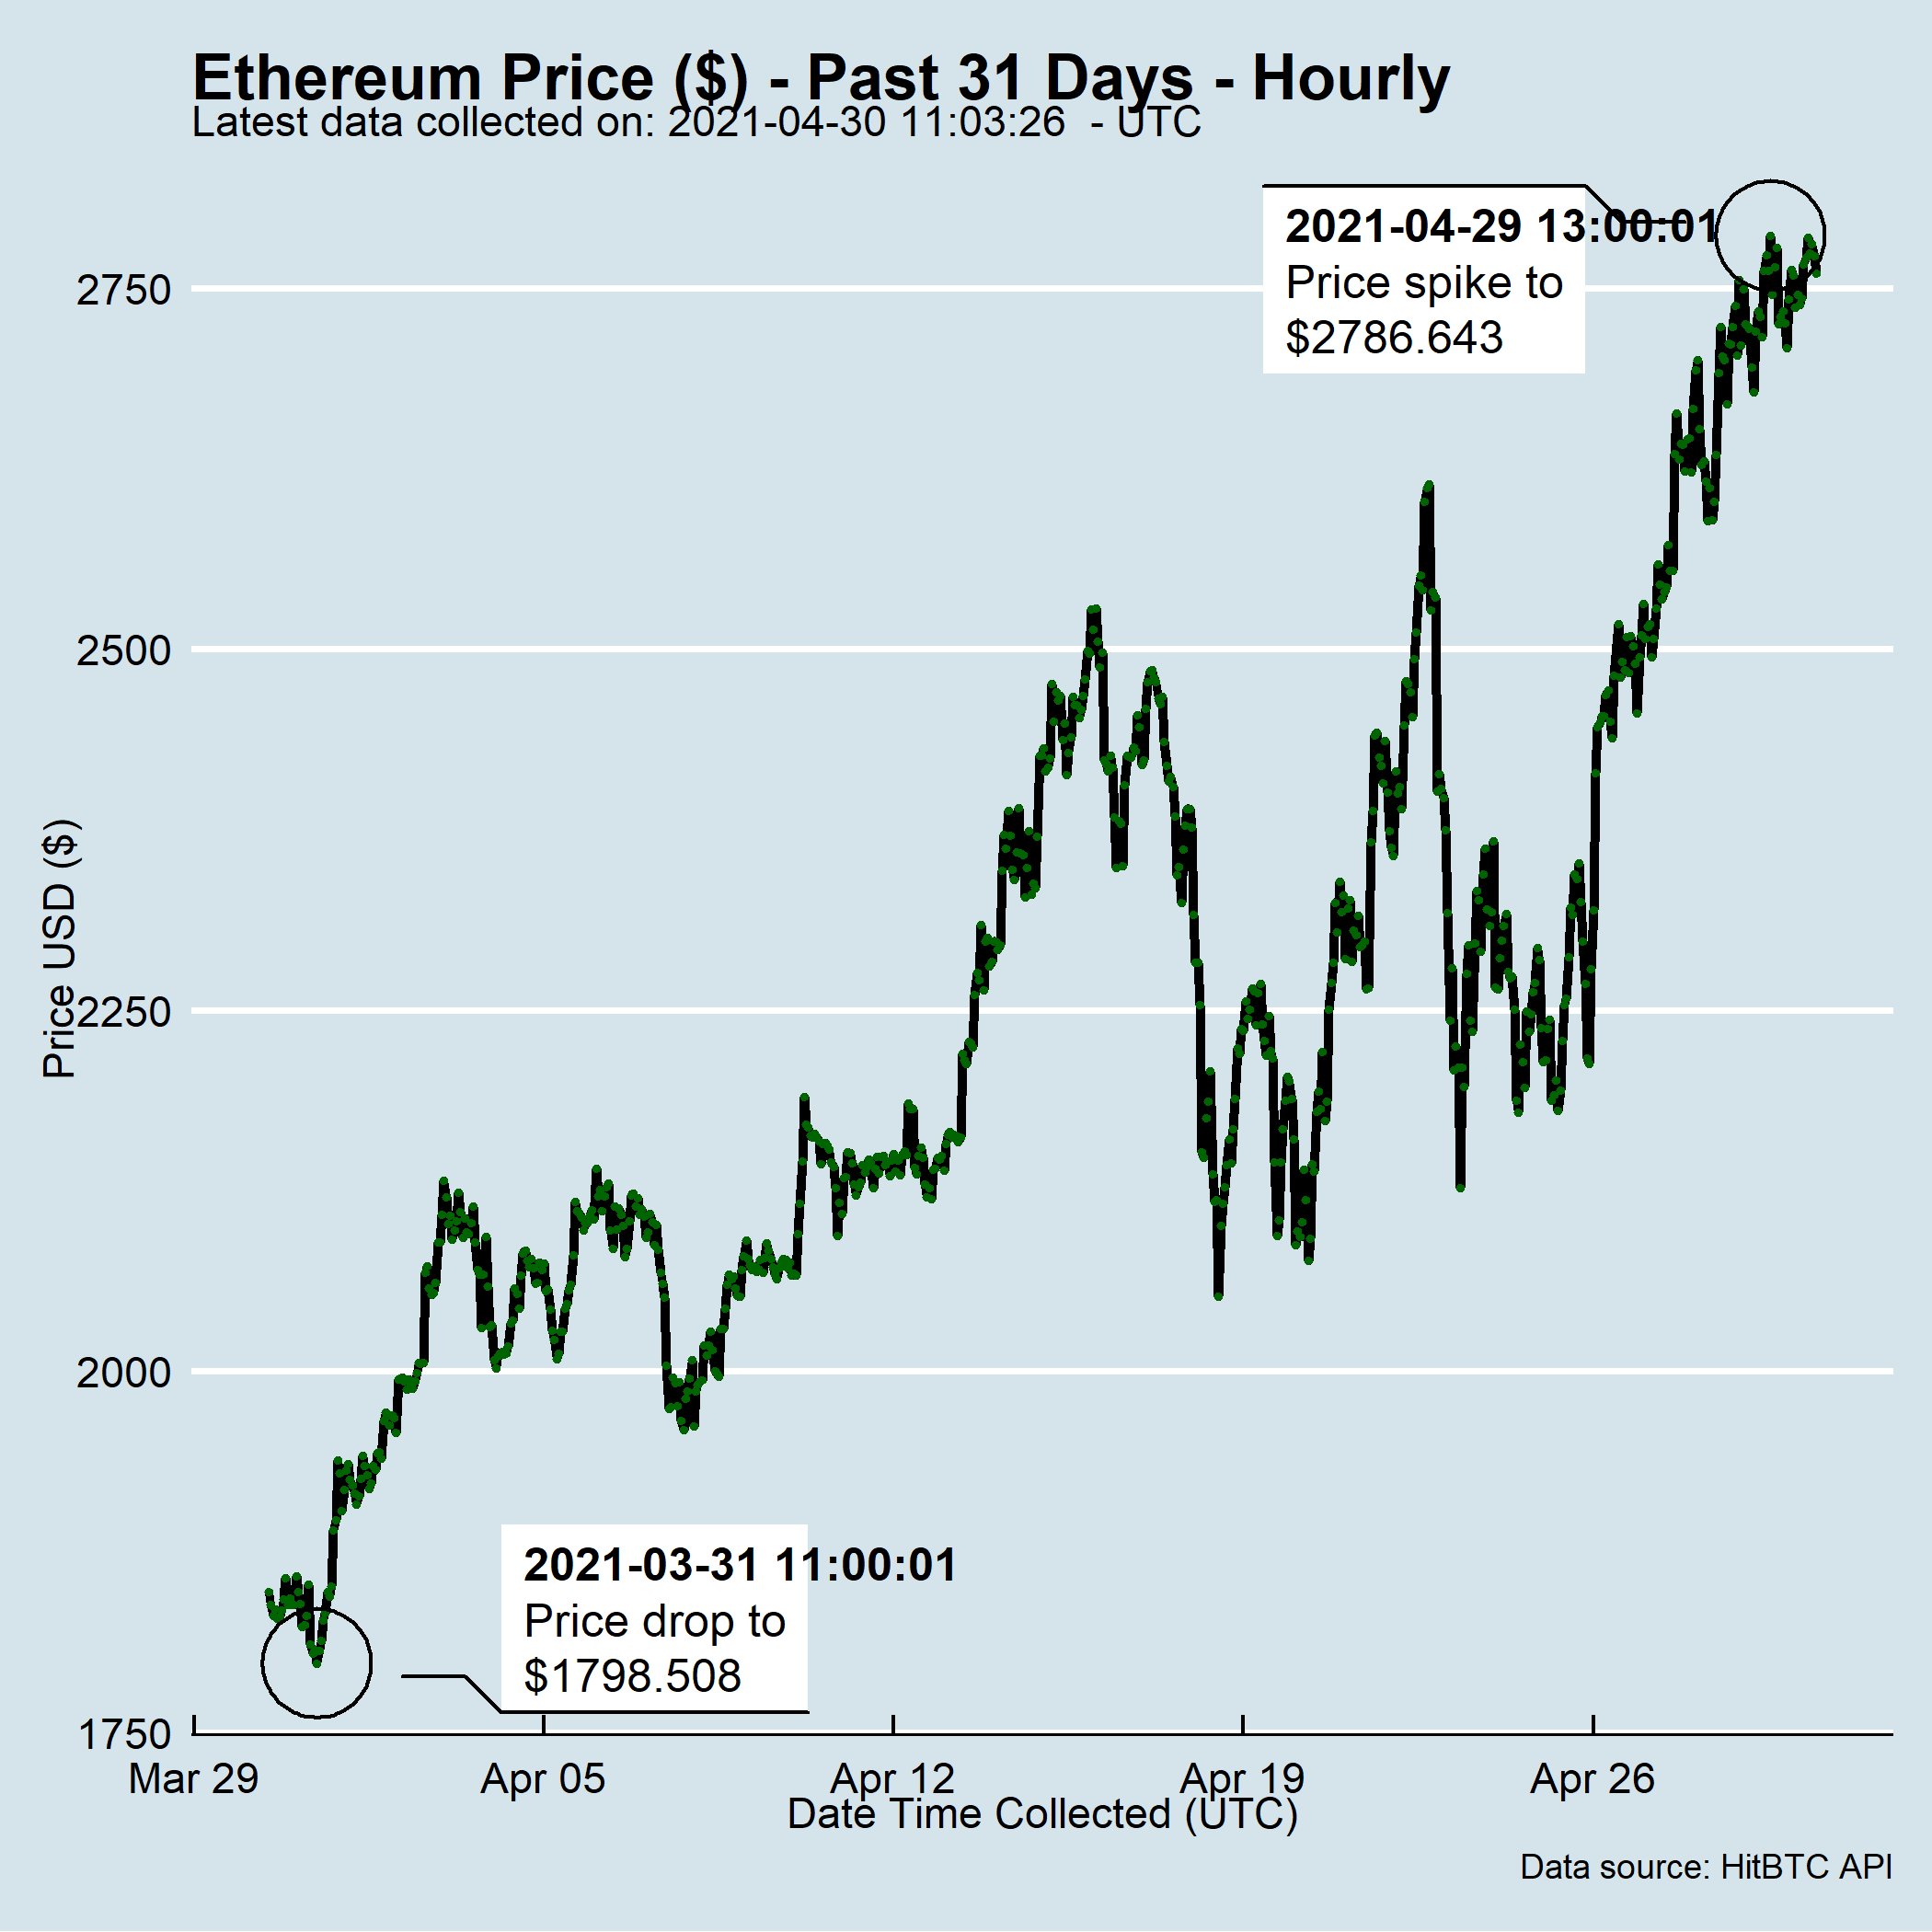 Ethereum Price ($) - Past 31 Days - Hourly
Latest data collected on: 2021-04-30 11:03:26  - UTC
2021-04-29 13:00:01
Price spike to
$2786.643
2750
2500
2250
2000
1750
Price USD ($)
2021-03-31 11:00:01
Price drop to
$1798.508
Mar 29 Apr 05 Apr 12 Apr 19 Apr 26
Date Time Collected (UTC)
Data source: HitBTC API